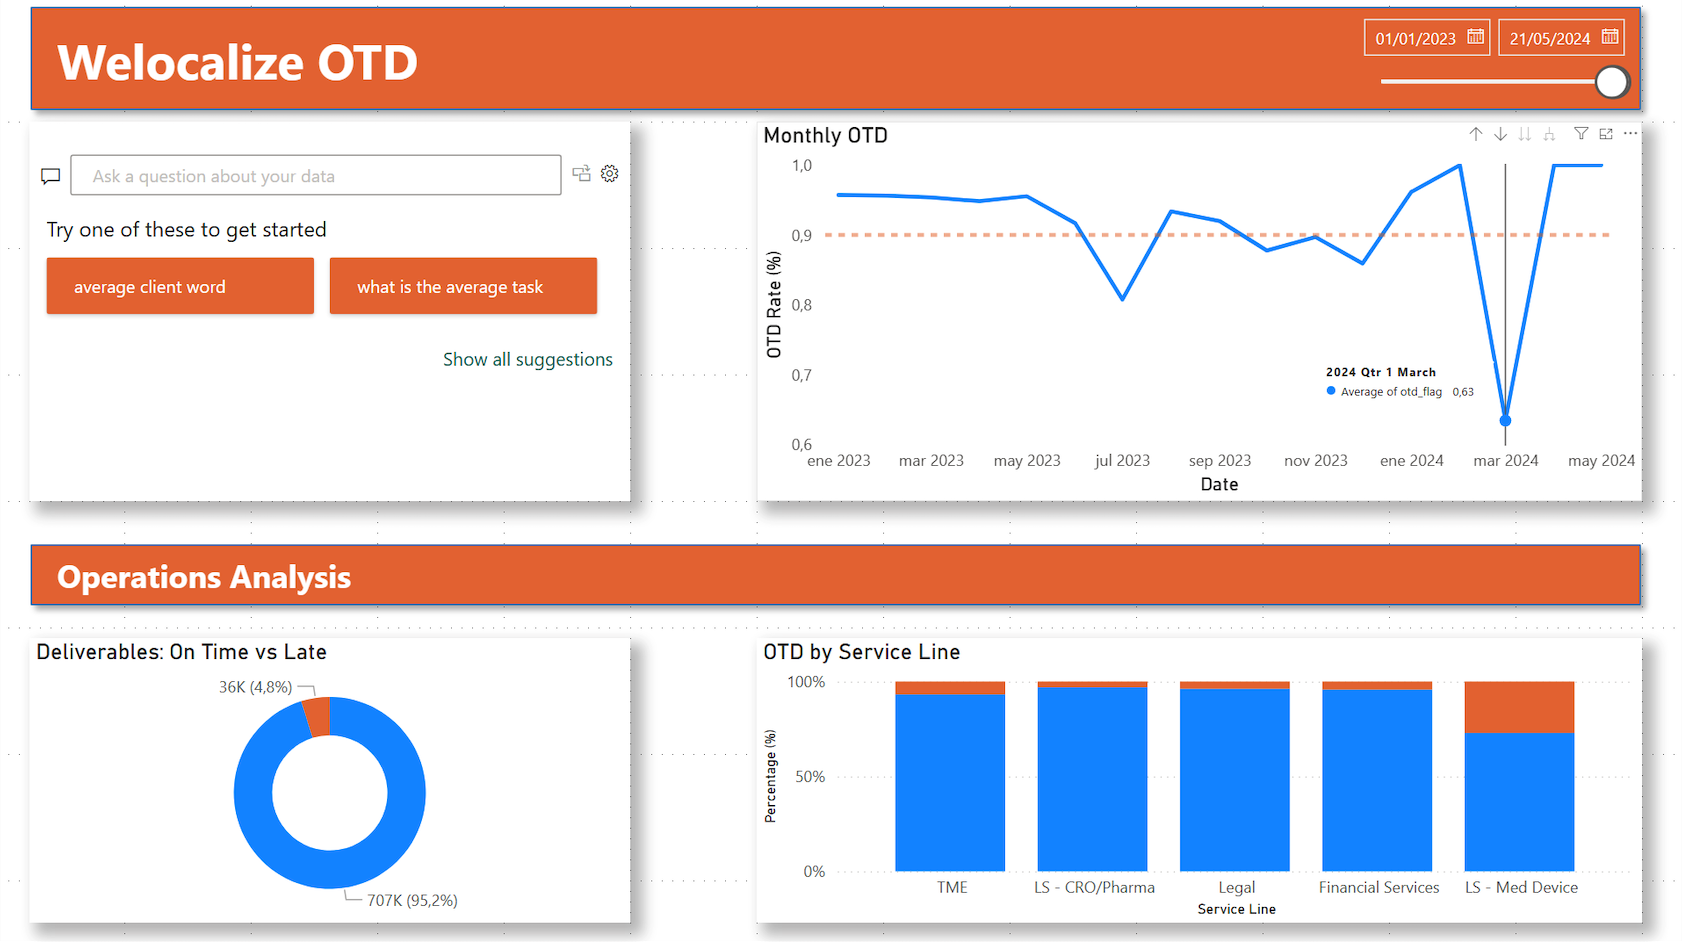 Welocalize OTD
01/01/2023
21/05/2024
Ask a question about your data
Try one of these to get started
average client word
what is the average task
Show all suggestions
Monthly OTD
1,0
0,9
0,8
0,7
0,6
OTD Rate (%)
2024 Qtr 1 March
Average of otd_flag 0,63
ene 2023
mar 2023
may 2023
jul 2023
sep 2023
nov 2023
ene 2024
mar 2024
may 2024
Date
Operations Analysis
Deliverables: On Time vs Late
36K (4,8%)
707K (95,2%)
OTD by Service Line
100%
50%
0%
Percentage (%)
TME
LS - CRO/Pharma
Legal
Financial Services
LS - Med Device
Service Line